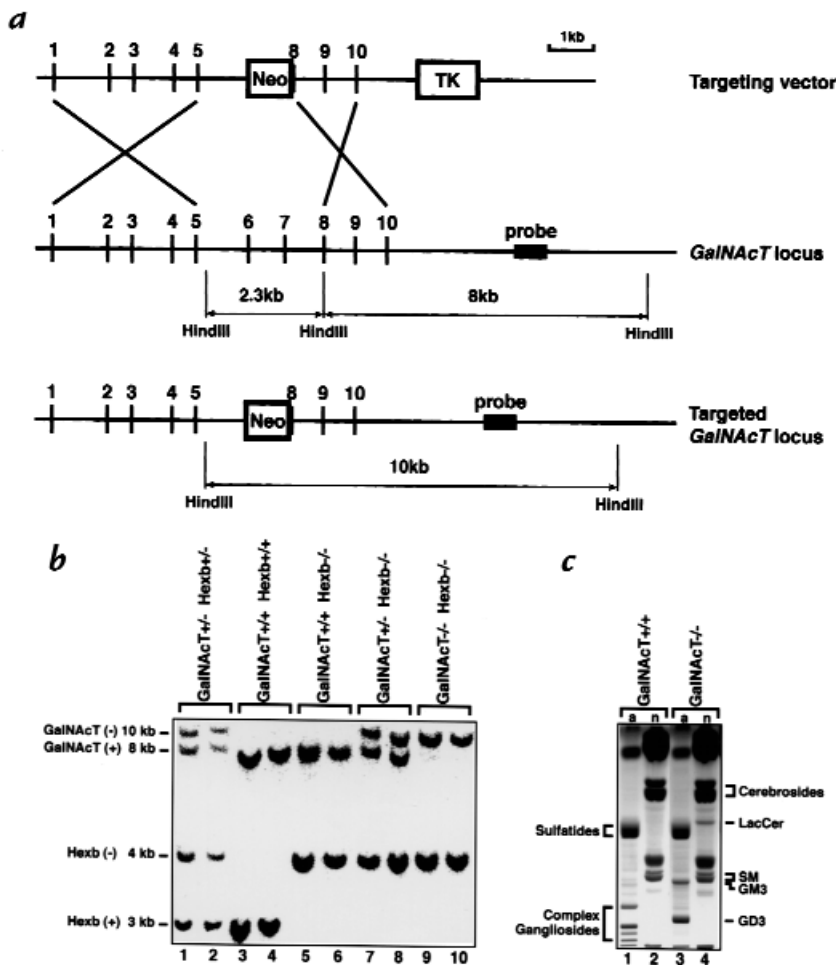 a
1kb
1 2 3 4 5 8 9 10
Neo TK
Targeting vector
1 2 3 4 5 6 7 8 9 10
probe
GalNAcT locus
2.3kb 8kb
HindIII HindIII HindIII
1 2 3 4 5 8 9 10
Neo
probe
Targeted
GalNAcT locus
10kb
HindIII HindIII
b
GalNAcT+/- Hexb+/-
GalNAcT+/+ Hexb+/+
GalNAcT+/+ Hexb-/-
GalNAcT+/- Hexb-/-
GalNAcT-/- Hexb-/-
GalNAcT (-) 10 kb
GalNAcT (+) 8 kb
Hexb (-) 4 kb
Hexb (+) 3 kb
1 2 3 4 5 6 7 8 9 10
c
GalNAcT+/+
GalNAcT-/-
a n a n
Cerebrosides
LacCer
Sulfatides
SM
GM3
Complex
Gangliosides
GD3
1 2 3 4